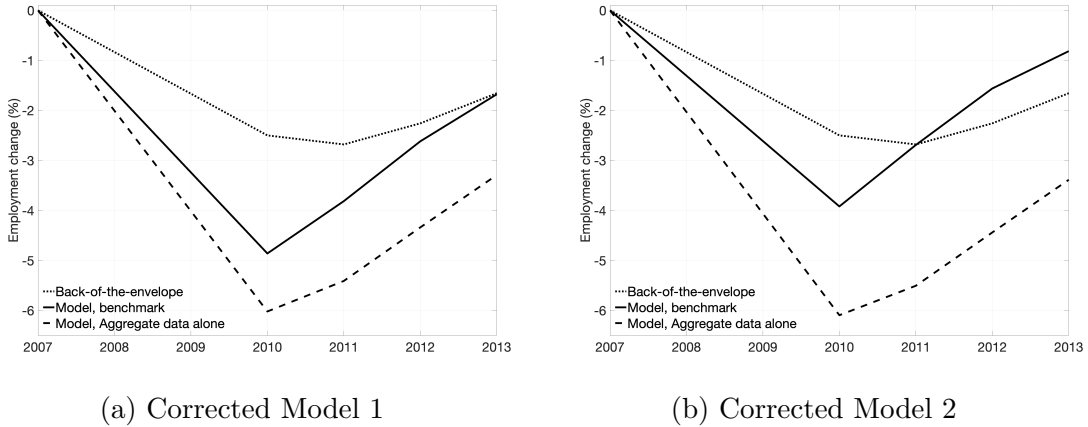 Employment change (%)
0
-1
-2
-3
-4
-5
-6
Back-of-the-envelope
Model, benchmark
Model, Aggregate data alone
2007 2008 2009 2010 2011 2012 2013
(a) Corrected Model 1
Employment change (%)
0
-1
-2
-3
-4
-5
-6
Back-of-the-envelope
Model, benchmark
Model, Aggregate data alone
2007 2008 2009 2010 2011 2012 2013
(b) Corrected Model 2